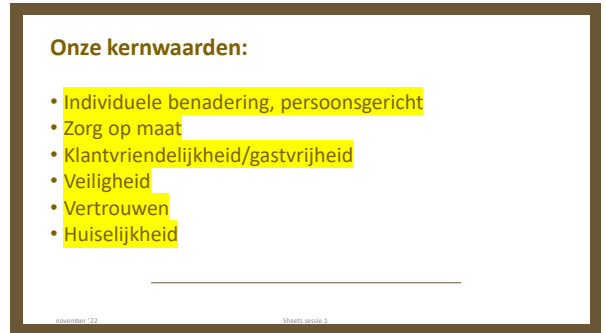 Onze kernwaarden:
• Individuele benadering, persoonsgericht
• Zorg op maat
• Klantvriendelijkheid/gastvrijheid
• Veiligheid
• Vertrouwen
• Huiselijkheid
november '22
Sheets sessie 1